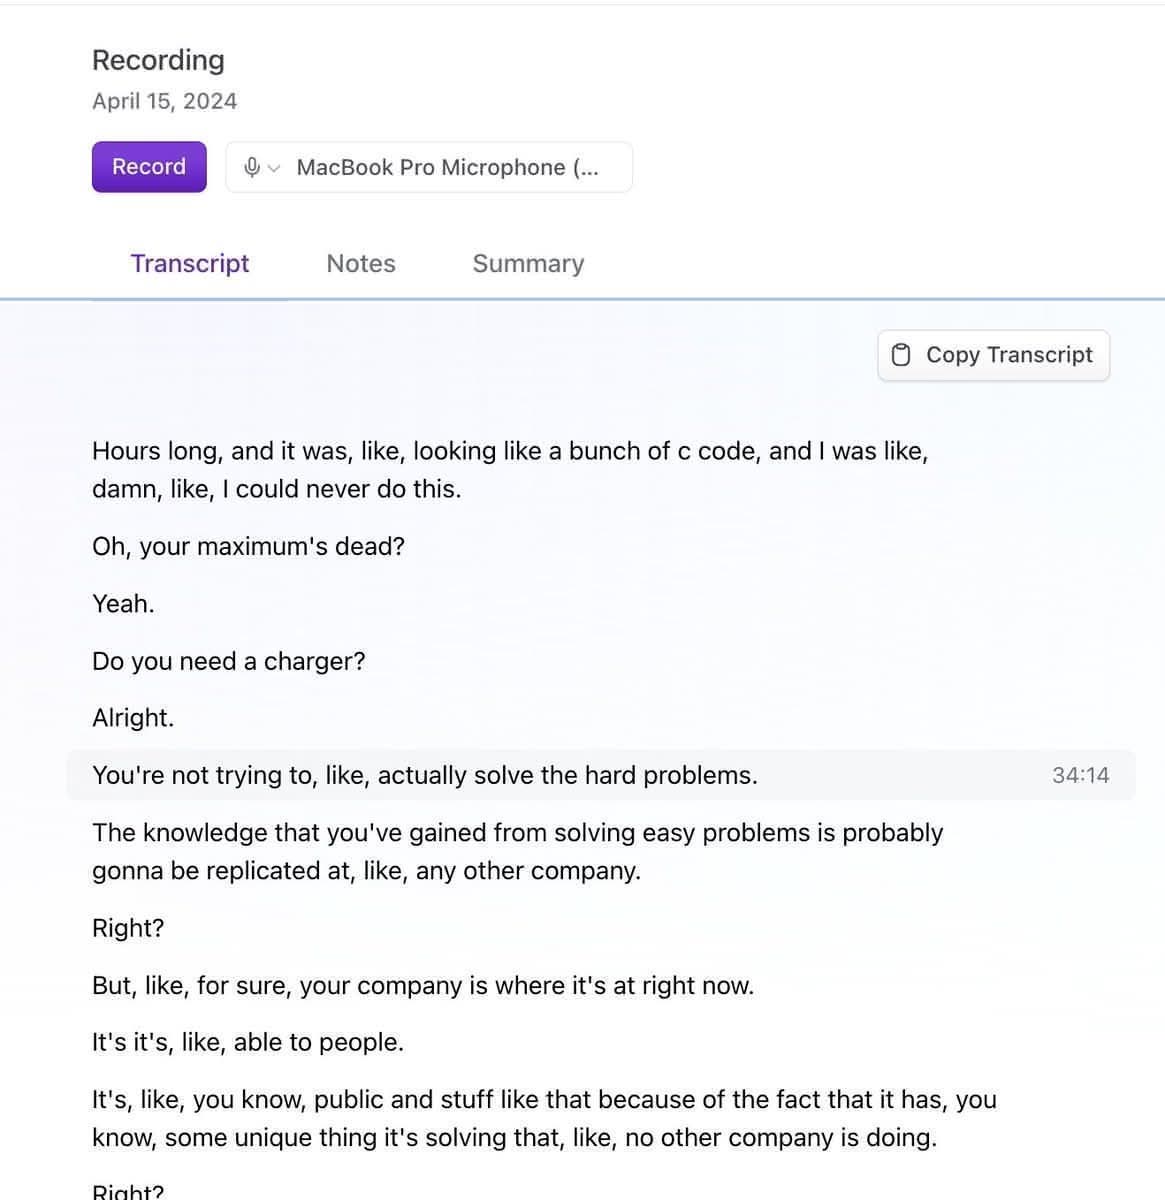 Recording
April 15, 2024
Record
MacBook Pro Microphone (...
Transcript Notes Summary
Copy Transcript
Hours long, and it was, like, looking like a bunch of c code, and I was like,
damn, like, I could never do this.
Oh, your maximum's dead?
Yeah.
Do you need a charger?
Alright.
You're not trying to, like, actually solve the hard problems. 34:14
The knowledge that you've gained from solving easy problems is probably
gonna be replicated at, like, any other company.
Right?
But, like, for sure, your company is where it's at right now.
It's it's, like, able to people.
It's, like, you know, public and stuff like that because of the fact that it has, you
know, some unique thing it's solving that, like, no other company is doing.
Right?